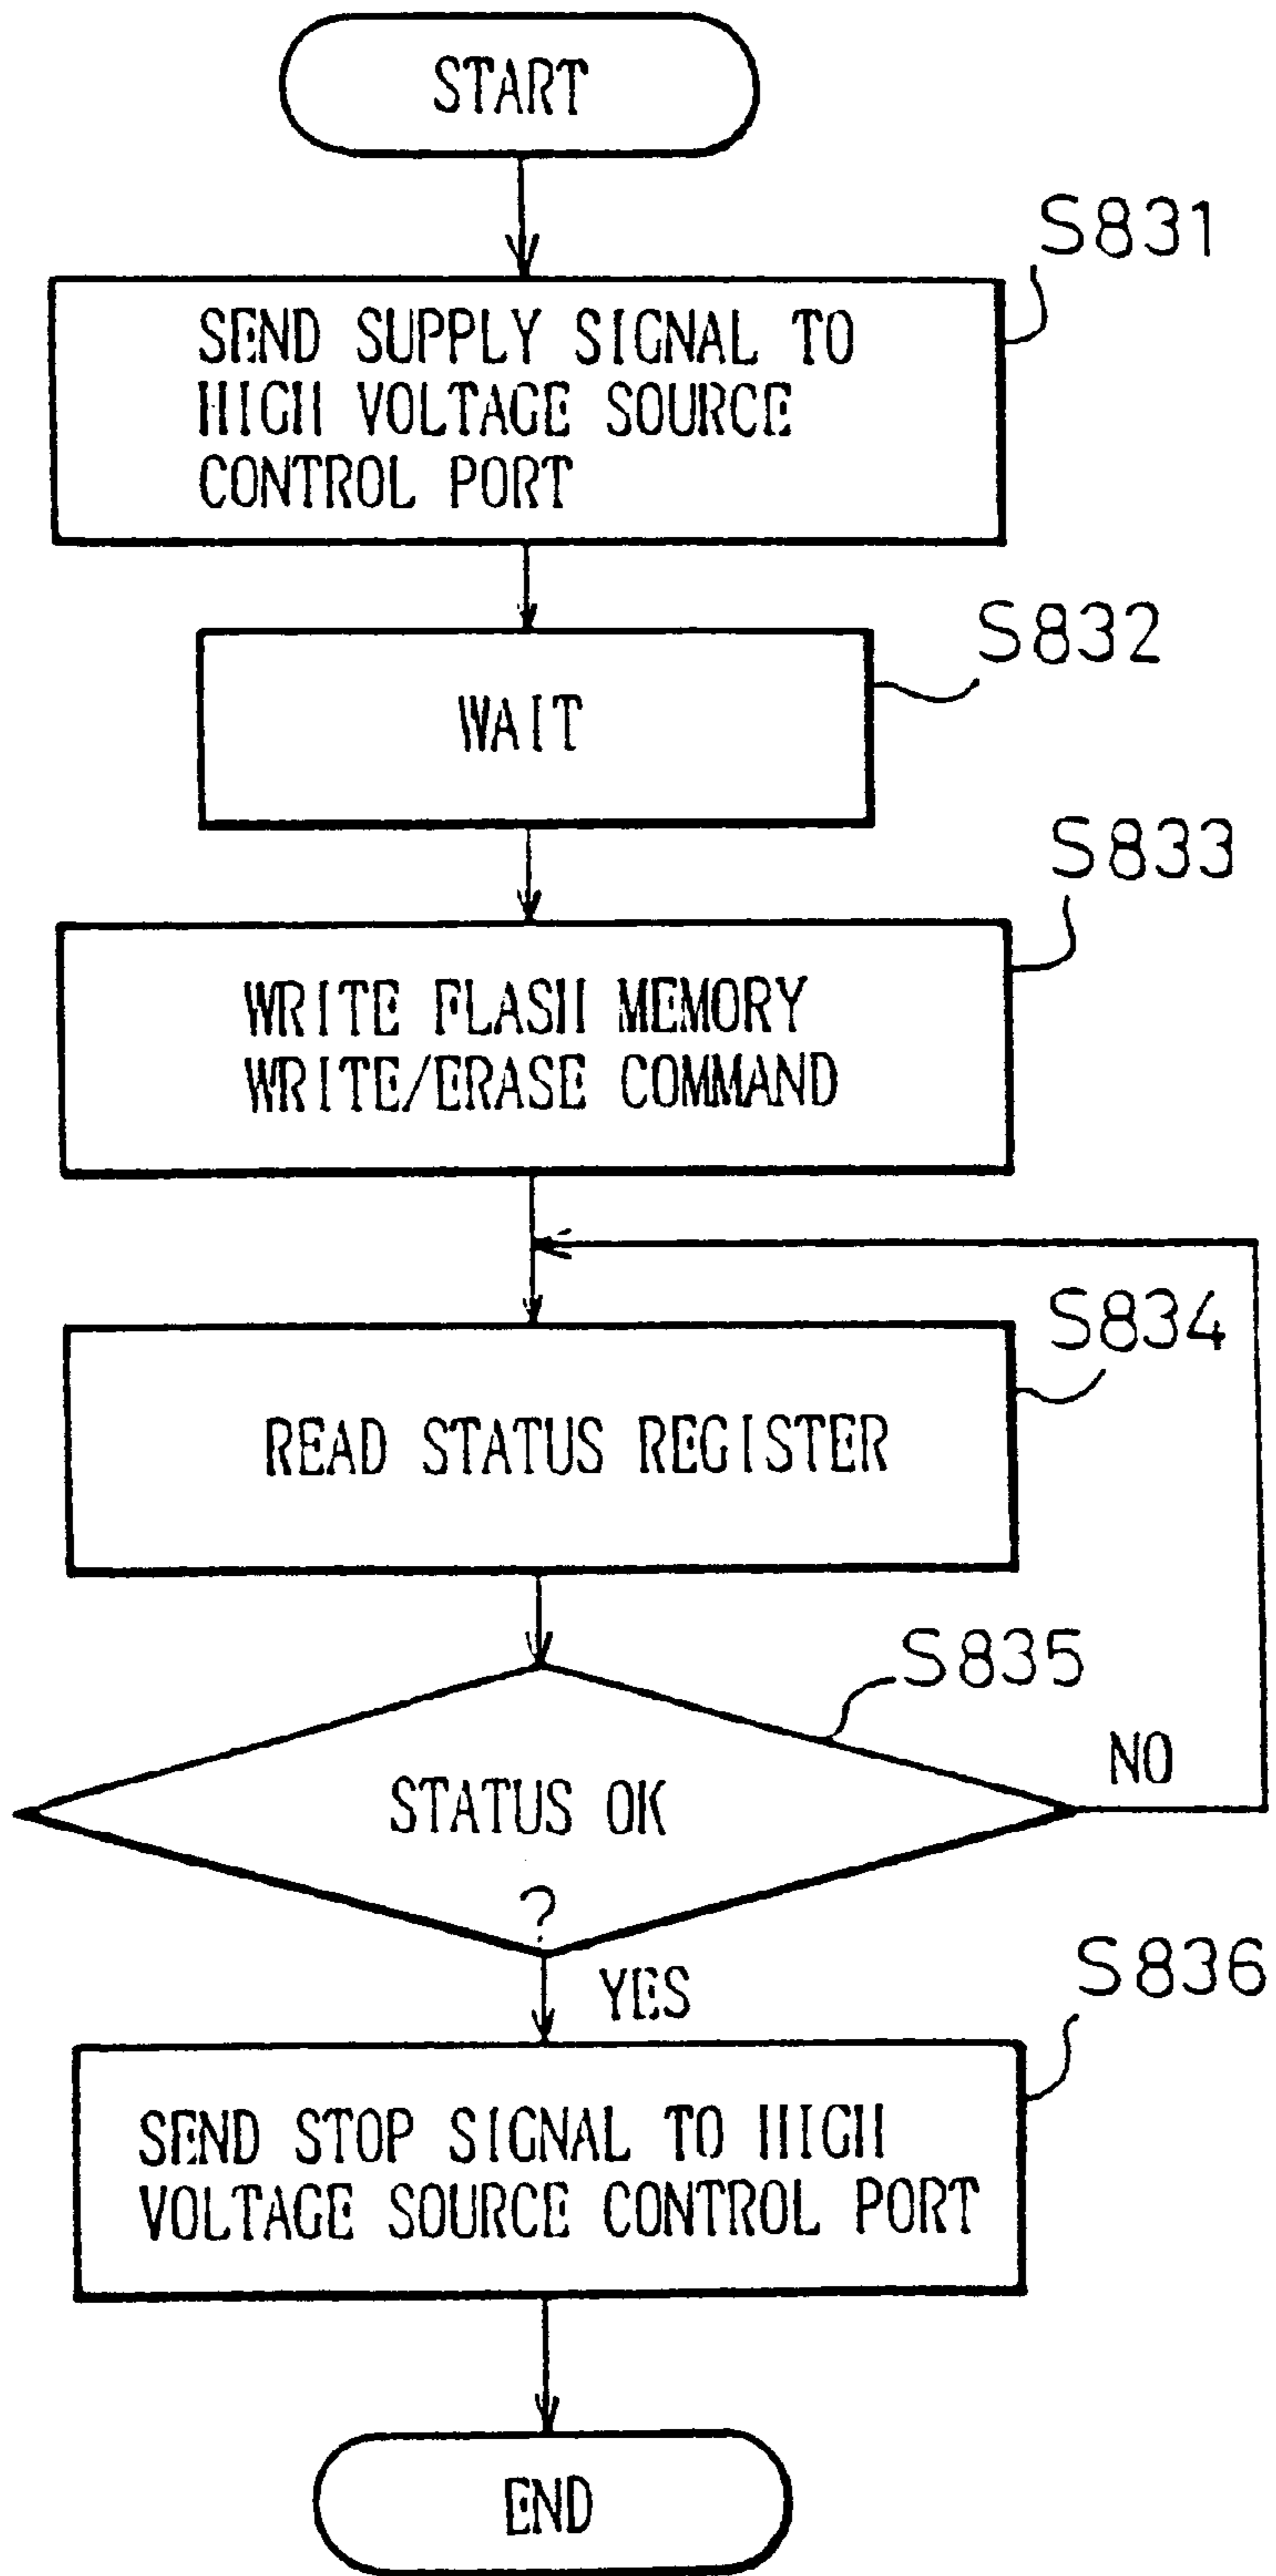 START
S831
SEND SUPPLY SIGNAL TO
HIGH VOLTAGE SOURCE
CONTROL PORT
S832
WAIT
S833
WRITE FLASH MEMORY
WRITE/ERASE COMMAND
S834
READ STATUS REGISTER
S835
NO
STATUS OK
?
YES
S836
SEND STOP SIGNAL TO HIGH
VOLTAGE SOURCE CONTROL PORT
END